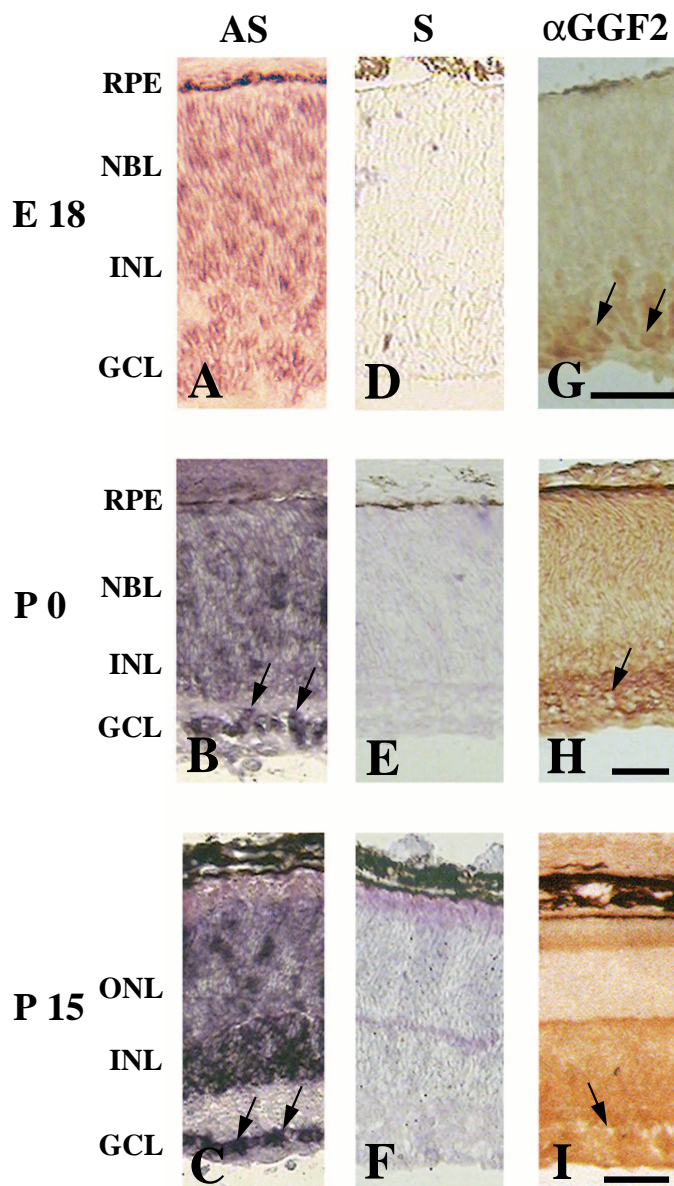 AS S αGGF2
RPE
NBL
E 18
INL
GCL
A D G
RPE
NBL
P 0
INL
GCL
B E H
ONL
P 15
INL
GCL
C F I